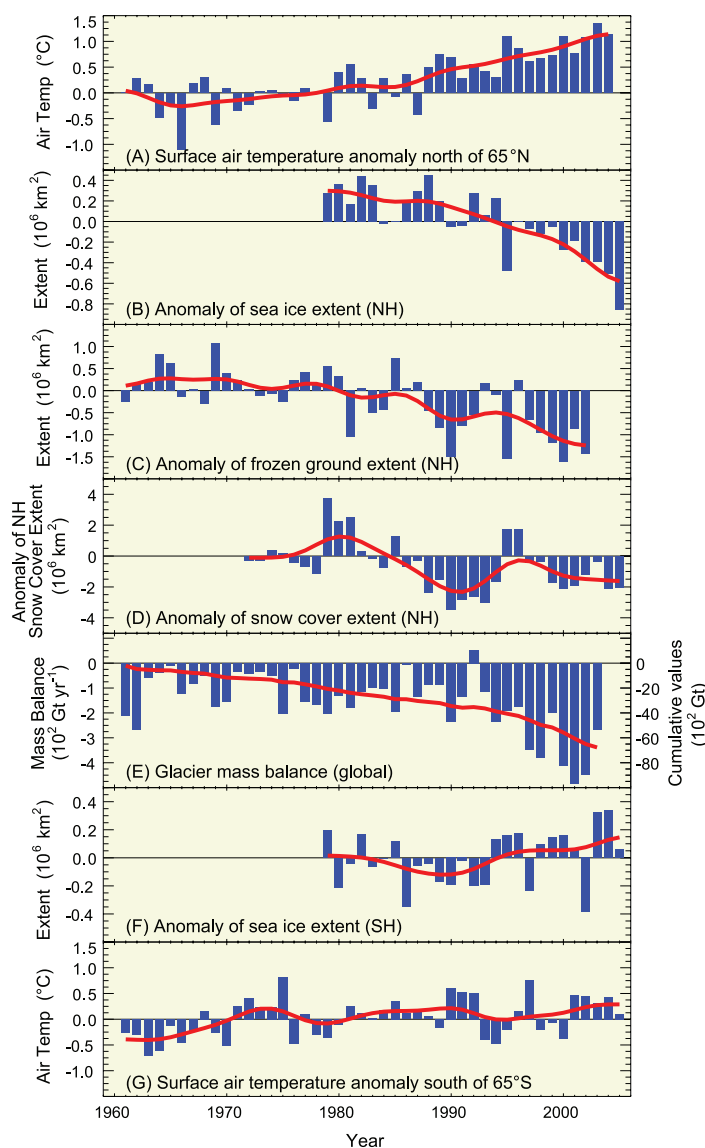 1.5
1.0
0.5
0.0
-0.5
-1.0
Air Temp (°C)
(A) Surface air temperature anomaly north of 65°N
0.4
0.2
0.0
-0.2
-0.4
-0.6
-0.8
Extent (10⁶ km²)
(B) Anomaly of sea ice extent (NH)
1.0
0.5
0.0
-0.5
-1.0
-1.5
Extent (10⁶ km²)
(C) Anomaly of frozen ground extent (NH)
4
2
0
-2
-4
Anomaly of NH
Snow Cover Extent
(10⁶ km²)
(D) Anomaly of snow cover extent (NH)
0
-1
-2
-3
-4
Mass Balance
(10² Gt yr⁻¹)
(E) Glacier mass balance (global)
0
-20
-40
-60
-80
Cumulative values
(10² Gt)
0.4
0.2
0.0
-0.2
-0.4
Extent (10⁶ km²)
(F) Anomaly of sea ice extent (SH)
1.5
1.0
0.5
0.0
-0.5
-1.0
Air Temp (°C)
(G) Surface air temperature anomaly south of 65°S
1960 1970 1980 1990 2000
Year